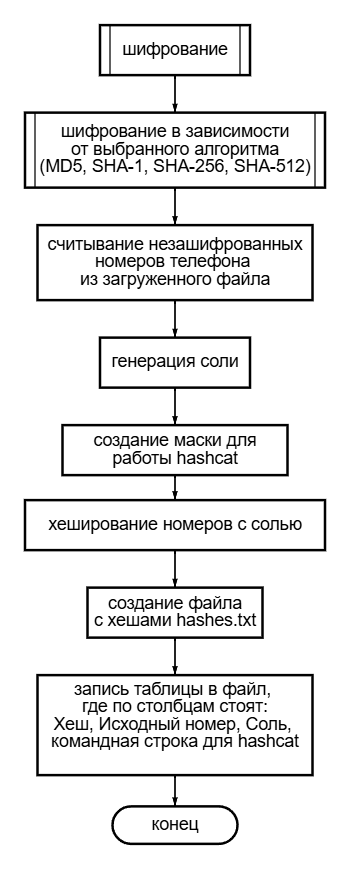 шифрование
шифрование в зависимости
от выбранного алгоритма
(MD5, SHA-1, SHA-256, SHA-512)
считывание незашифрованных
номеров телефона
из загруженного файла
генерация соли
создание маски для
работы hashcat
хеширование номеров с солью
создание файла
с хешами hashes.txt
запись таблицы в файл,
где по столбцам стоят:
Хеш, Исходный номер, Соль,
командная строка для hashcat
конец